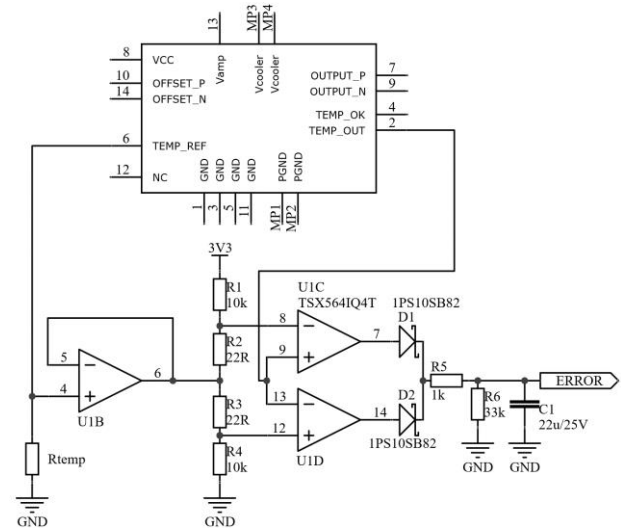 13
MP3
MP4
8
VCC
Vamp
Vcooler
Vcooler
OUTPUT_P
7
10
OFFSET_P
OUTPUT_N
9
14
OFFSET_N
TEMP_OK
4
TEMP_OUT
2
6
TEMP_REF
12
NC
GND
GND
GND
GND
PGND
PGND
1
3
5
11
MP1
MP2
3V3
R1
10k
U1C
TSX564IQ4T
1PS10SB82
D1
8
7
R2
22R
9
5
6
4
U1B
R3
22R
13
14
D2
12
U1D
1PS10SB82
R4
10k
R5
1k
R6
33k
C1
22u/25V
ERROR
Rtemp
GND
GND
GND
GND